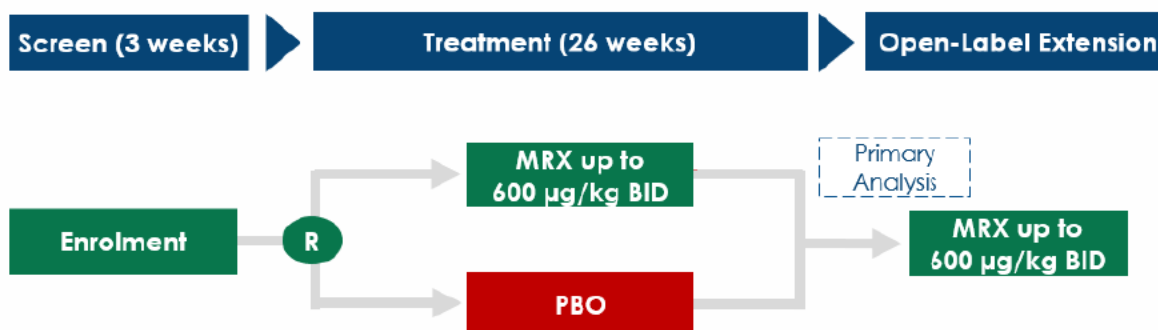 Screen (3 weeks)
Treatment (26 weeks)
Open-Label Extension
MRX up to
600 µg/kg BID
Primary
Analysis
Enrolment
R
MRX up to
600 µg/kg BID
PBO